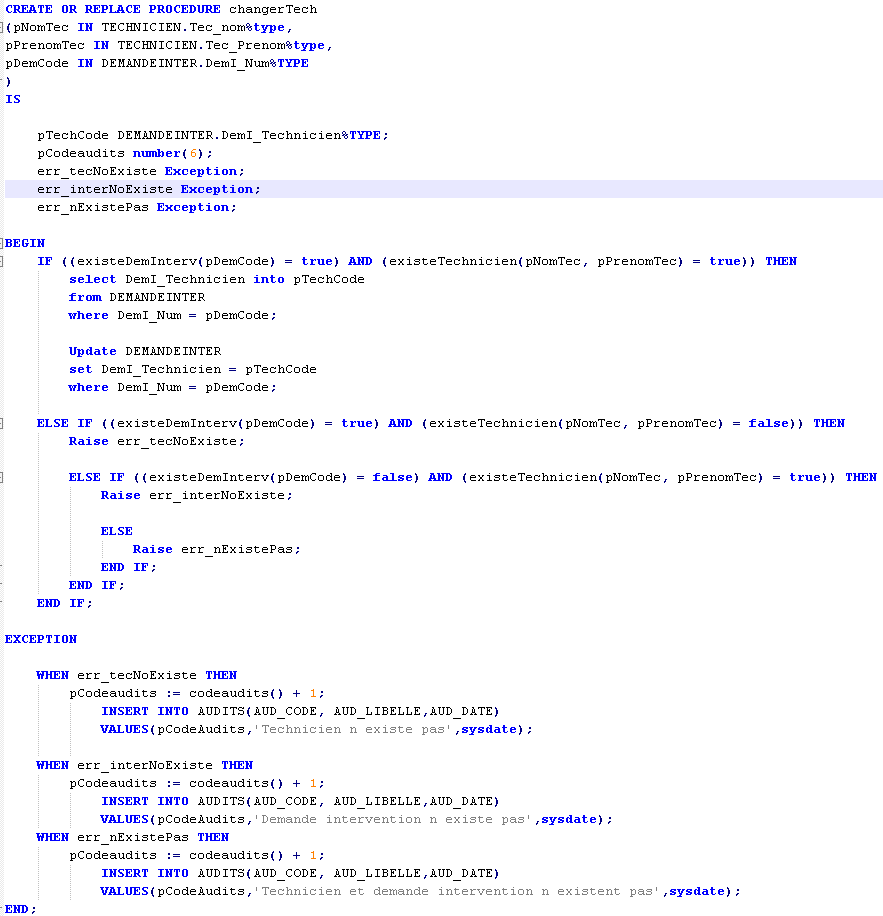 CREATE OR REPLACE PROCEDURE changerTech
(pNomTec IN TECHNICIEN.Tec_nom%type,
pPrenomTec IN TECHNICIEN.Tec_Prenom%type,
pDemCode IN DEMANDEINTER.DemI_Num%TYPE
)
IS
pTechCode DEMANDEINTER.DemI_Technicien%TYPE;
pCodeaudits number(6);
err_tecNoExiste Exception;
err_interNoExiste Exception;
err_nExistePas Exception;
BEGIN
IF ((existeDemInterv(pDemCode) = true) AND (existeTechnicien(pNomTec, pPrenomTec) = true)) THEN
select DemI_Technicien into pTechCode
from DEMANDEINTER
where DemI_Num = pDemCode;
Update DEMANDEINTER
set DemI_Technicien = pTechCode
where DemI_Num = pDemCode;
ELSE IF ((existeDemInterv(pDemCode) = true) AND (existeTechnicien(pNomTec, pPrenomTec) = false)) THEN
Raise err_tecNoExiste;
ELSE IF ((existeDemInterv(pDemCode) = false) AND (existeTechnicien(pNomTec, pPrenomTec) = true)) THEN
Raise err_interNoExiste;
ELSE
Raise err_nExistePas;
END IF;
END IF;
END IF;
EXCEPTION
WHEN err_tecNoExiste THEN
pCodeaudits := codeaudits() + 1;
INSERT INTO AUDITS(AUD_CODE, AUD_LIBELLE,AUD_DATE)
VALUES(pCodeAudits,'Technicien n existe pas',sysdate);
WHEN err_interNoExiste THEN
pCodeaudits := codeaudits() + 1;
INSERT INTO AUDITS(AUD_CODE, AUD_LIBELLE,AUD_DATE)
VALUES(pCodeAudits,'Demande intervention n existe pas',sysdate);
WHEN err_nExistePas THEN
pCodeaudits := codeaudits() + 1;
INSERT INTO AUDITS(AUD_CODE, AUD_LIBELLE,AUD_DATE)
VALUES(pCodeAudits,'Technicien et demande intervention n existent pas',sysdate);
END;